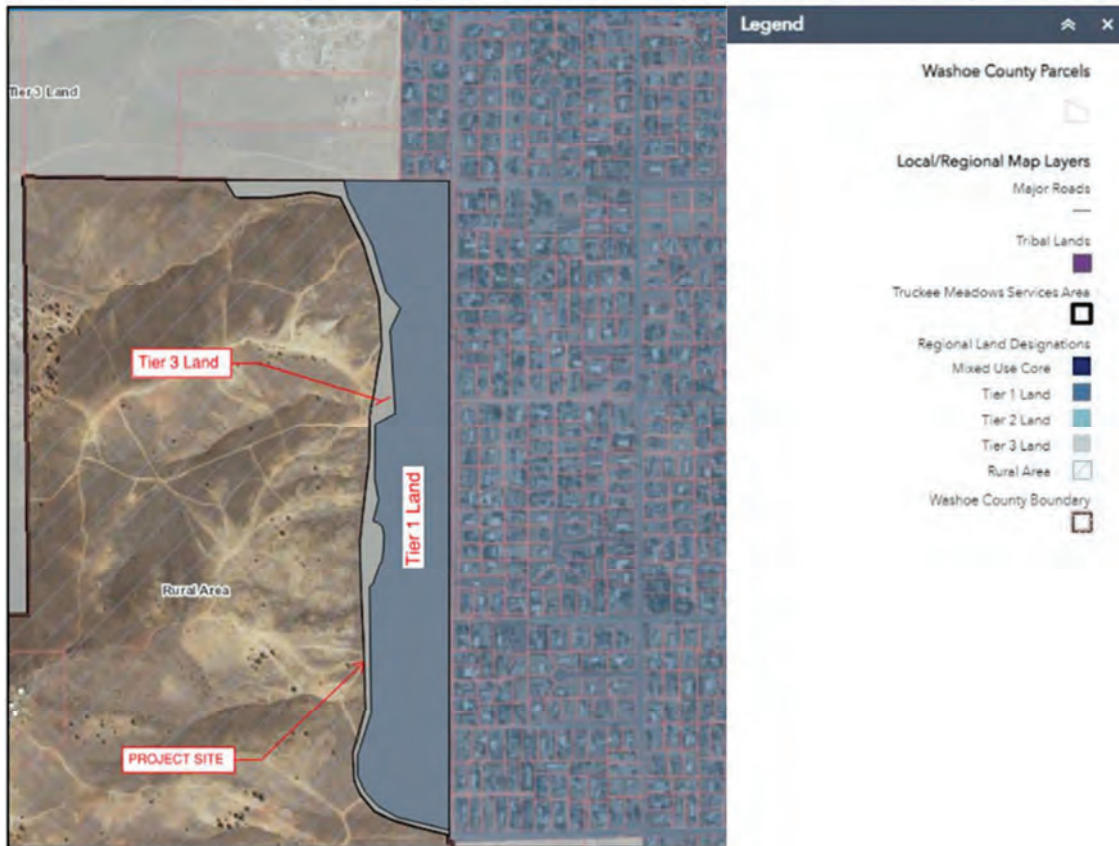 Tier 3 Land
Tier 3 Land
Tier 1 Land
Rural Area
PROJECT SITE
Legend
Washoe County Parcels
Local/Regional Map Layers
Major Roads
Tribal Lands
Truckee Meadows Services Area
Regional Land Designations
Mixed Use Core
Tier 1 Land
Tier 2 Land
Tier 3 Land
Rural Area
Washoe County Boundary